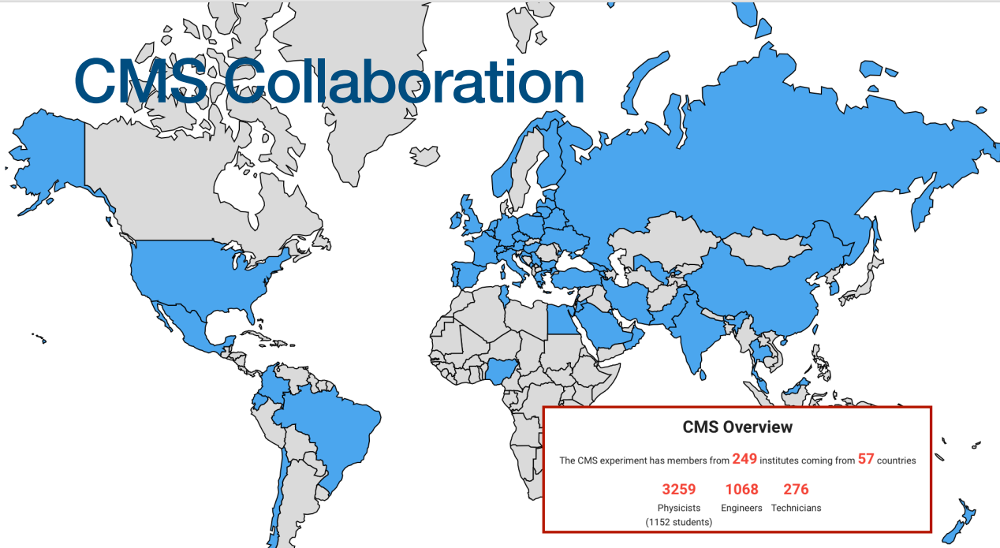 CMS Collaboration
CMS Overview
The CMS experiment has members from 249 institutes coming from 57 countries
3259 1068 276
Physicists Engineers Technicians
(1152 students)